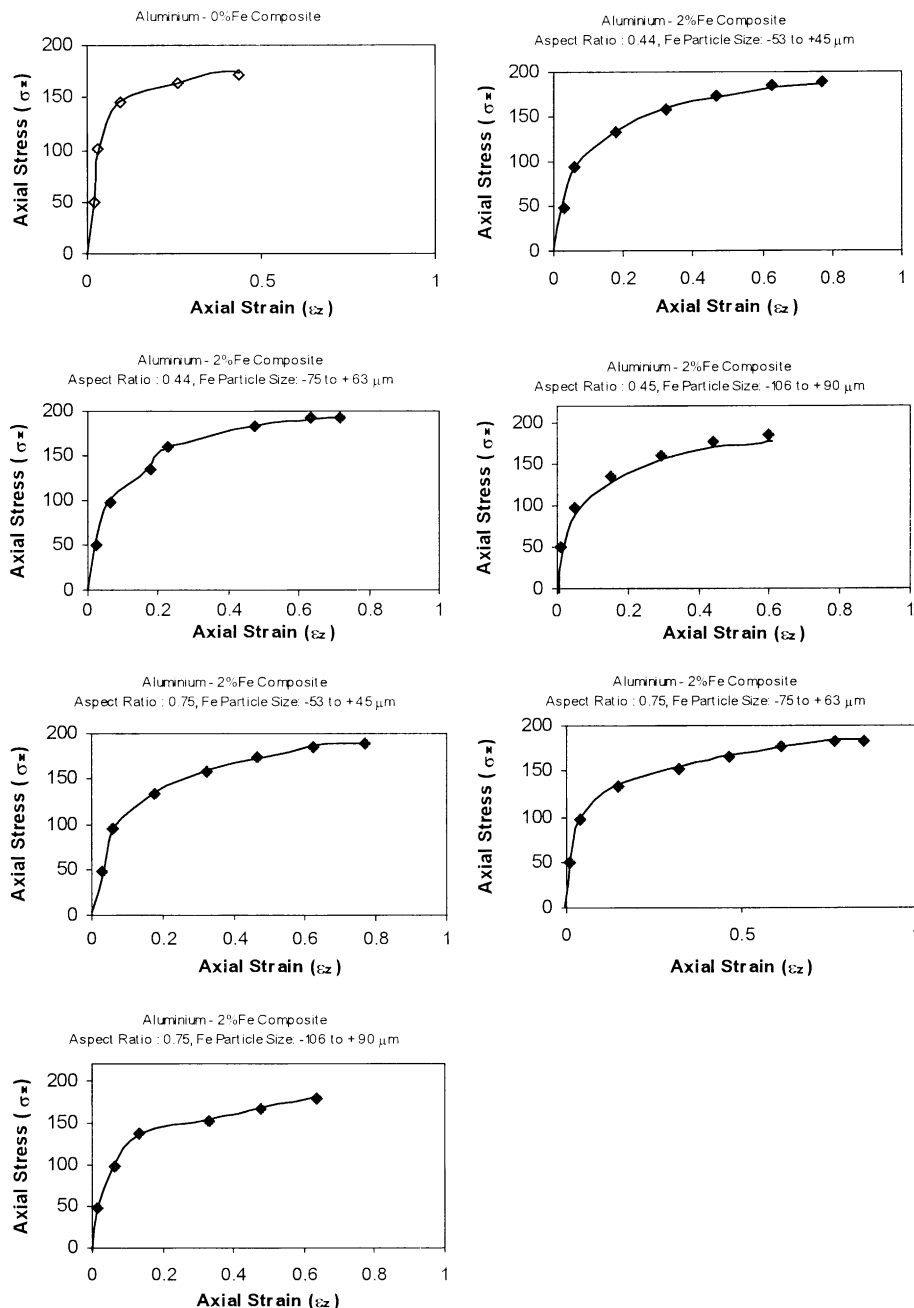 Aluminium - 0%Fe Composite
200
150
100
50
0
Axial Stress ( σz)
0
0.5
1
Axial Strain (εz)
Aluminium - 2%Fe Composite
Aspect Ratio : 0.44, Fe Particle Size: -53 to +45 μm
200
150
100
50
0
Axial Stress ( σz)
0
0.2
0.4
0.6
0.8
1
Axial Strain (εz)
Aluminium - 2%Fe Composite
Aspect Ratio : 0.44, Fe Particle Size: -75 to + 63 μm
200
150
100
50
0
Axial Stress ( σz)
0
0.2
0.4
0.6
0.8
1
Axial Strain (εz)
Aluminium - 2%Fe Composite
Aspect Ratio : 0.45, Fe Particle Size: -106 to + 90 μm
200
150
100
50
0
Axial Stress ( σz)
0
0.2
0.4
0.6
0.8
1
Axial Strain (εz)
Aluminium - 2%Fe Composite
Aspect Ratio : 0.75, Fe Particle Size: -53 to + 45 μm
200
150
100
50
0
Axial Stress ( σz)
0
0.2
0.4
0.6
0.8
1
Axial Strain (εz)
Aluminium - 2%Fe Composite
Aspect Ratio : 0.75, Fe Particle Size: -75 to + 63 μm
200
150
100
50
0
Axial Stress ( σz)
0
0.5
1
Axial Strain (εz)
Aluminium - 2%Fe Composite
Aspect Ratio : 0.75, Fe Particle Size: -106 to + 90 μm
200
150
100
50
0
Axial Stress ( σz)
0
0.2
0.4
0.6
0.8
1
Axial Strain (εz)